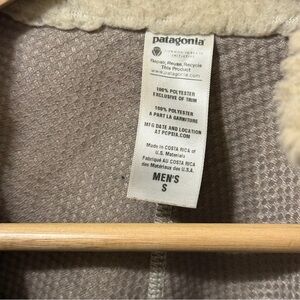 patagonia
Repair, Reuse, Recycle
This Product
www.patagonia.com
100% POLYESTER
EXCLUSIVE OF TRIM
100% POLYESTER
A PART LA GARNITURE
MFG DATE AND LOCATION
AT PCPSIA.COM
Made in COSTA RICA of
U.S. Materials
Fabriqué AU COSTA RICA
des Matériaux des U.S.A.
MEN'S
S